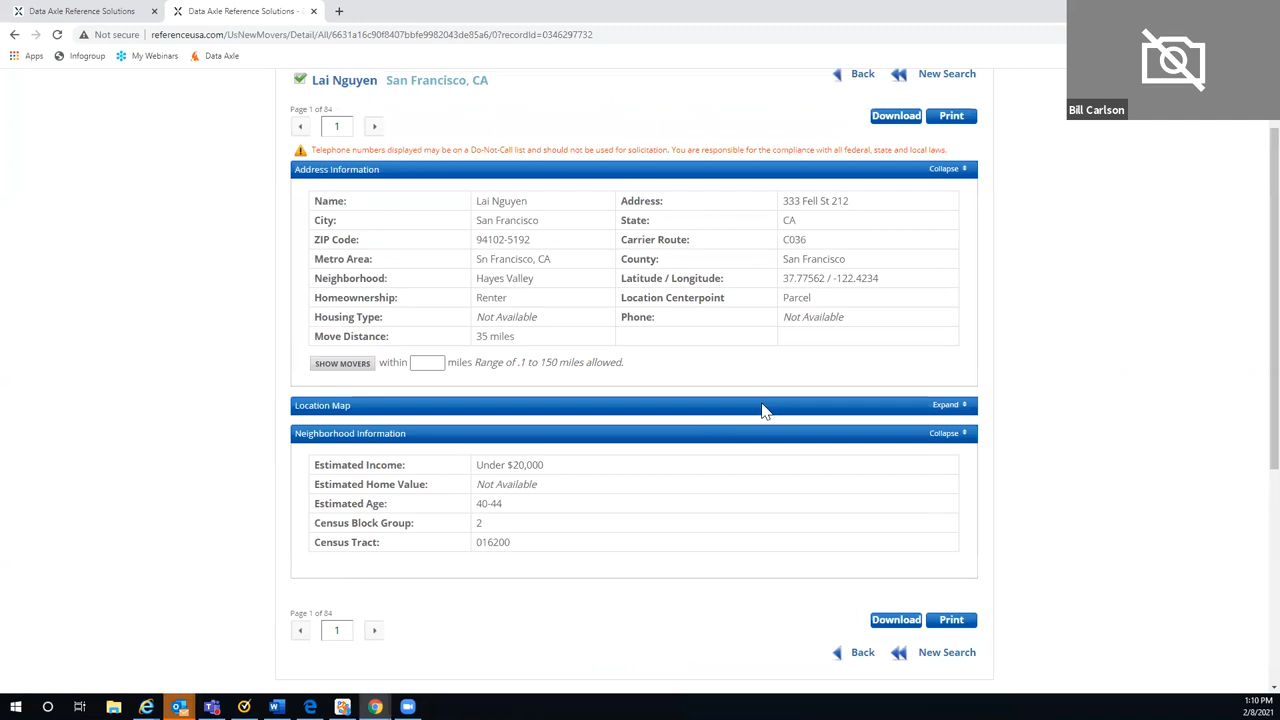 Data Axle Reference Solutions
Data Axle Reference Solutions -
Not secure
referenceusa.com/UsNewMovers/Detail/All/6631a16c90f8407bbfe9982043de85a6/0?recordId=0346297732
Apps
Infogroup
My Webinars
Data Axle
Bill Carlson
Lai Nguyen San Francisco, CA
Back
New Search
Page 1 of 84
1
Download
Print
Telephone numbers displayed may be on a Do-Not-Call list and should not be used for solicitation. You are responsible for the compliance with all federal, state and local laws.
Address Information Collapse
Name: Lai Nguyen Address: 333 Fell St 212
City: San Francisco State: CA
ZIP Code: 94102-5192 Carrier Route: C036
Metro Area: Sn Francisco, CA County: San Francisco
Neighborhood: Hayes Valley Latitude / Longitude: 37.77562 / -122.4234
Homeownership: Renter Location Centerpoint Parcel
Housing Type: Not Available Phone: Not Available
Move Distance: 35 miles
SHOW MOVERS within miles Range of .1 to 150 miles allowed.
Location Map Expand
Neighborhood Information Collapse
Estimated Income: Under $20,000
Estimated Home Value: Not Available
Estimated Age: 40-44
Census Block Group: 2
Census Tract: 016200
Page 1 of 84
1
Download
Print
Back
New Search
1:10 PM
2/8/2021